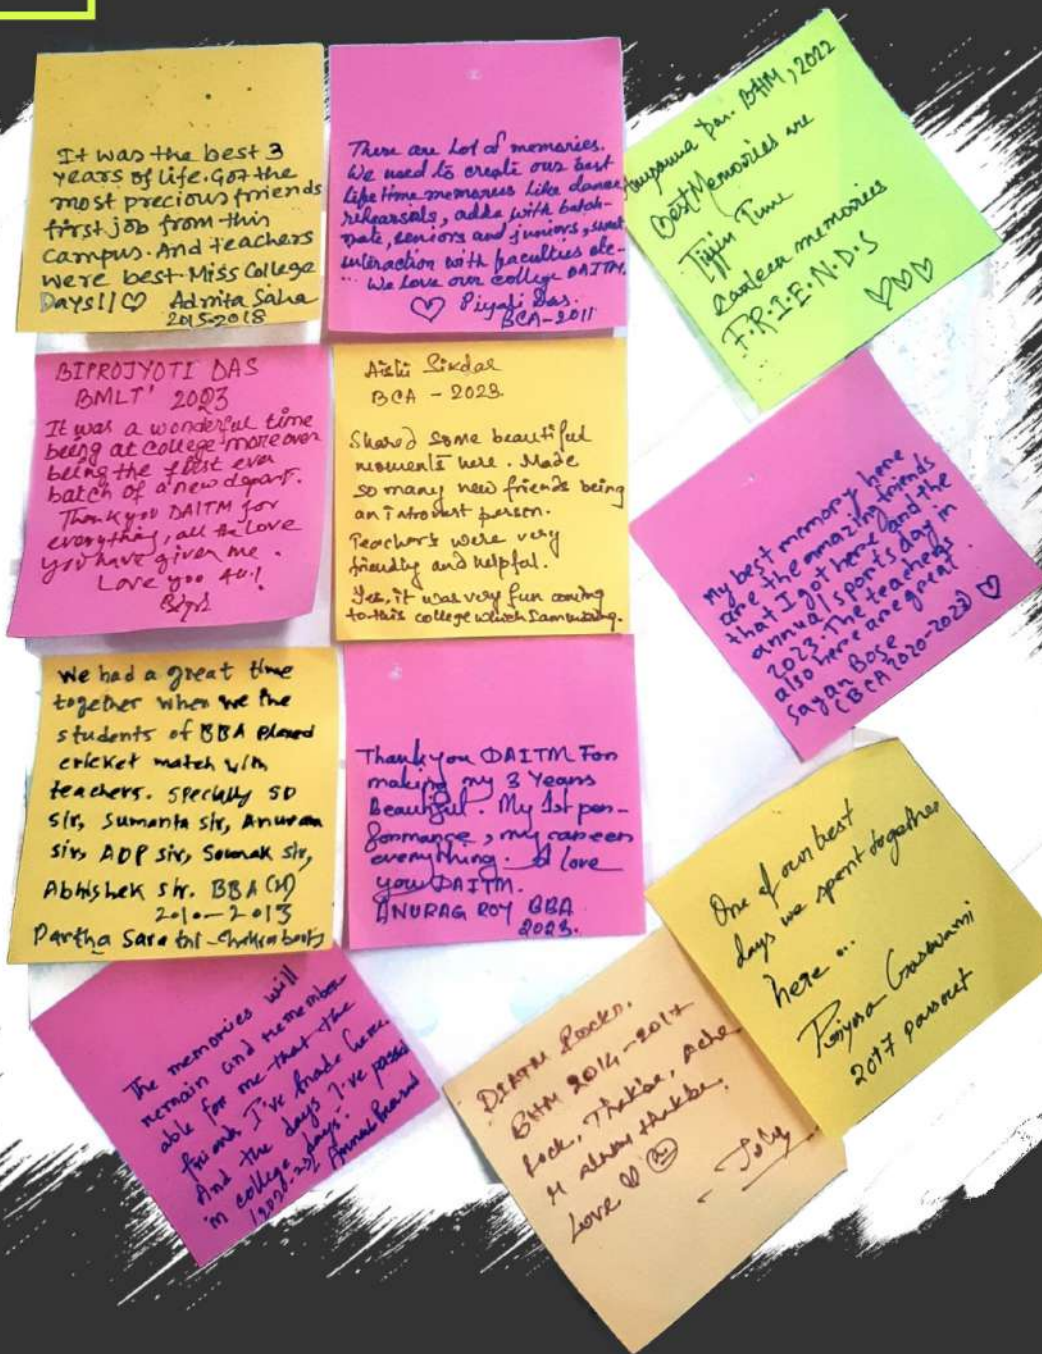 It was the best 3
years of life. Got the
most precious friends
first job from this
campus. And teachers
were best. Miss College
Days!! ♡ Admita Saha
2015-2018
There are Lot of memories.
We used to create our best
life time memories like dance
rehearsals, adda with batch-
mate, seniors and juniors, sweet
interaction with faculties etc-
... We Love our college DAITM.
♡ Piyali Das.
BCA-2011
Das. BHM, 2022
Best Memories are
Tiffin Time
Canteen memories
F.R.I.E.N.D.S
♡♡♡
BIPROJYOTI DAS
BMLT' 2023
It was a wonderful time
being at college moreover
being the first ever
batch of a new depart.
Thank you DAITM for
everything, all the love
you have given me.
Love you All!
Aishi Sikdar
BCA - 2023
Shared some beautiful
moments here. Made
so many new friends being
an introvert person.
Teachers were very
friendly and helpful.
Yes, it was very fun coming
to this college which I am missing.
My best memory here
are the amazing friends
that I got here and the
annual sports day in
2023. The teachers
also here are great ♡
Sayan Bose
(BCA 2020-2023)
We had a great time
together when we the
students of BBA played
cricket match with
teachers. specially SD
sir, Sumanta sir, Anuran
sir, ADP sir, Sounak sir,
Abhishek sir. BBA (H)
2010-2013
Partha Sarathi Chakraborty
Thank you DAITM For
making my 3 Years
Beautiful. My 1st per-
formance, my career
everything. I love
you DAITM.
ANURAG ROY BBA
2023.
One of our best
days we spent together
here ...
Goswami
2017 passout
The memories will
remain and remember
able for me that the
friends I've made here.
And the days I've passed
in college days.
Prasad
Rocks.
BHM 2014-2017
Rock, Thakbe, Ache
Love ♡